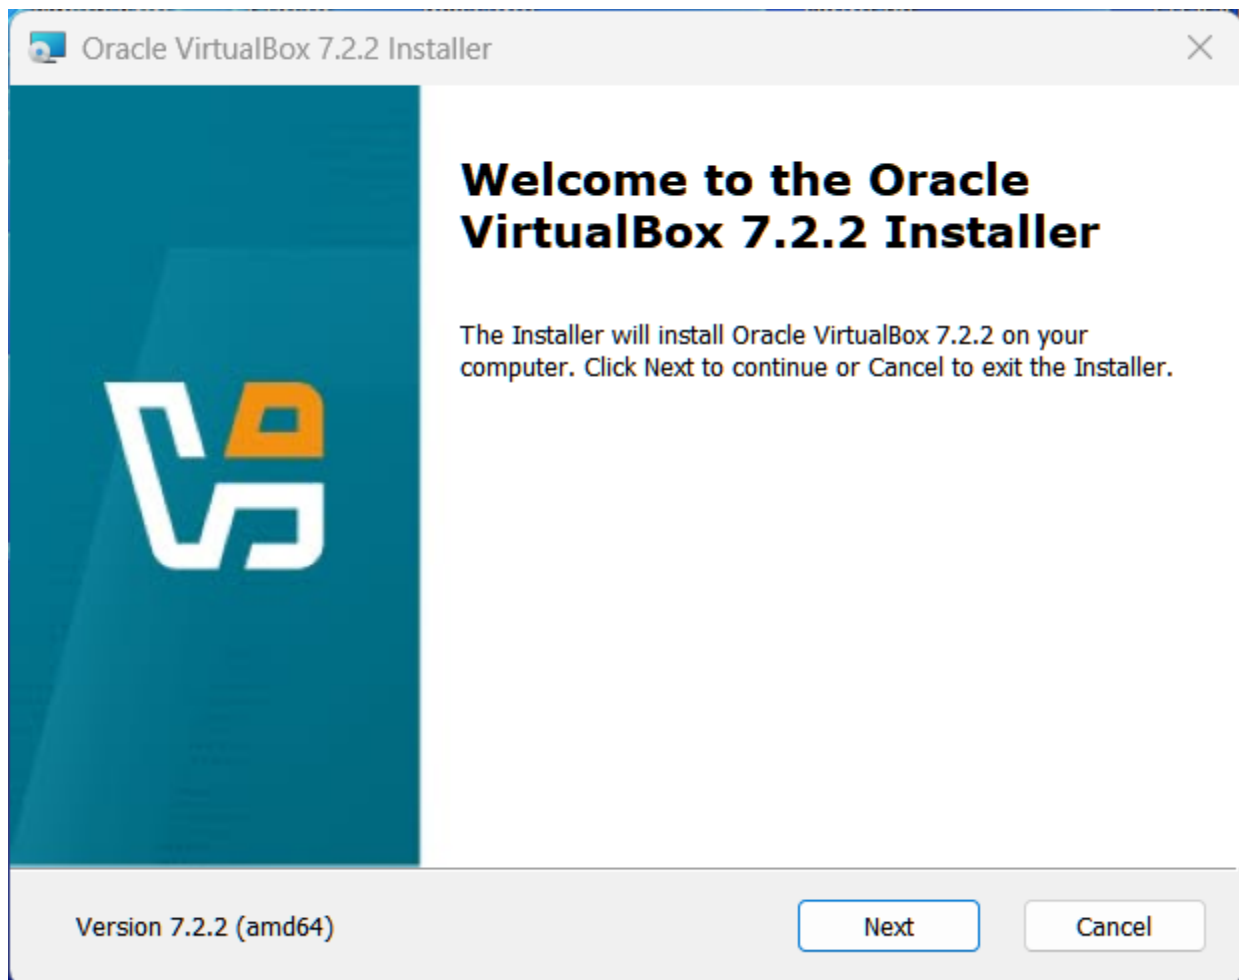 Oracle VirtualBox 7.2.2 Installer
Welcome to the Oracle
VirtualBox 7.2.2 Installer
The Installer will install Oracle VirtualBox 7.2.2 on your
computer. Click Next to continue or Cancel to exit the Installer.
Version 7.2.2 (amd64)
Next
Cancel